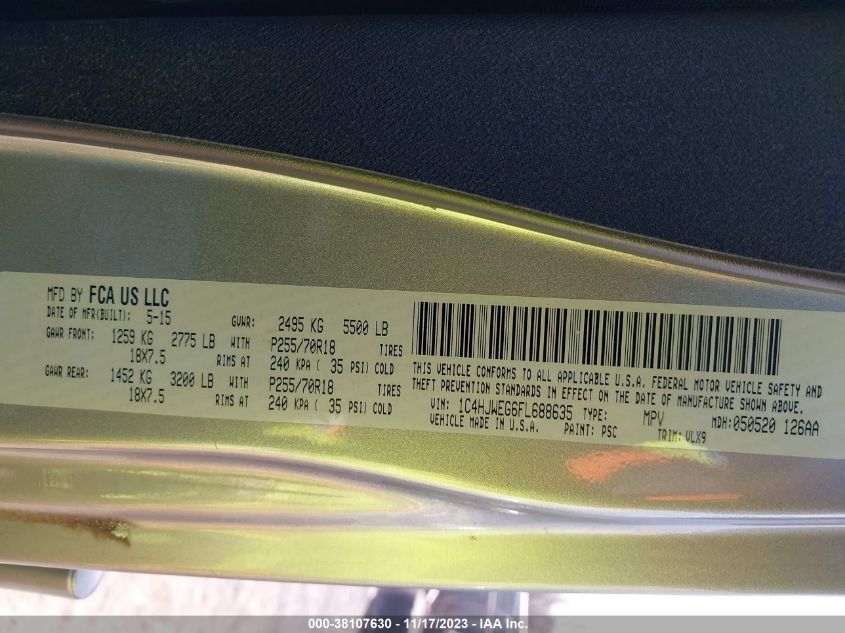 MFD BY FCA US LLC
DATE OF MFR(BUILT): 5-15 GVWR: 2495 KG 5500 LB
GAWR FRONT: 1259 KG 2775 LB WITH P255/70R18 TIRES
18X7.5 RIMS AT 240 KPA ( 35 PSI) COLD
GAWR REAR: 1452 KG 3200 LB WITH P255/70R18 TIRES
18X7.5 RIMS AT 240 KPA ( 35 PSI) COLD
THIS VEHICLE CONFORMS TO ALL APPLICABLE U.S.A. FEDERAL MOTOR VEHICLE SAFETY AND
THEFT PREVENTION STANDARDS IN EFFECT ON THE DATE OF MANUFACTURE SHOWN ABOVE.
VIN: 1C4HJWEG6FL688635 TYPE: MPV MDH:050520 126AA
VEHICLE MADE IN U.S.A. PAINT: PSC TRIM: VLX9
000-38107630 - 11/17/2023 - IAA Inc.